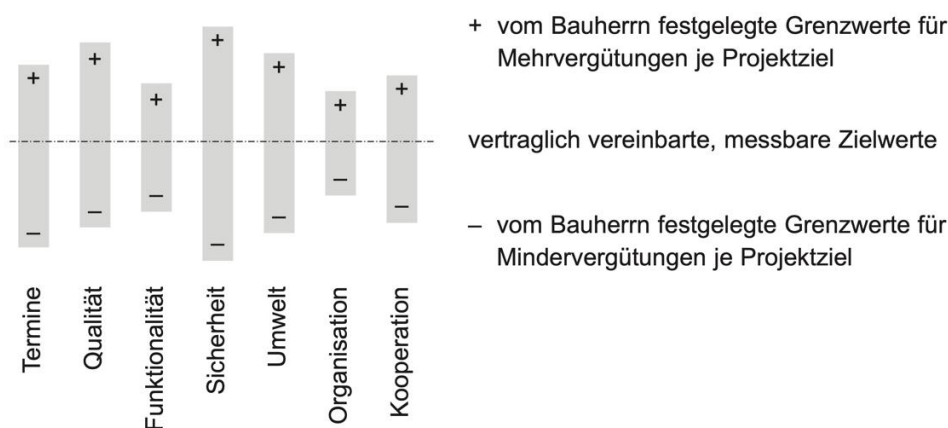 + vom Bauherrn festgelegte Grenzwerte für
Mehrvergütungen je Projektziel
vertraglich vereinbarte, messbare Zielwerte
– vom Bauherrn festgelegte Grenzwerte für
Mindervergütungen je Projektziel
+ + + + + + +
– – – – – – –
Termine
Qualität
Funktionalität
Sicherheit
Umwelt
Organisation
Kooperation